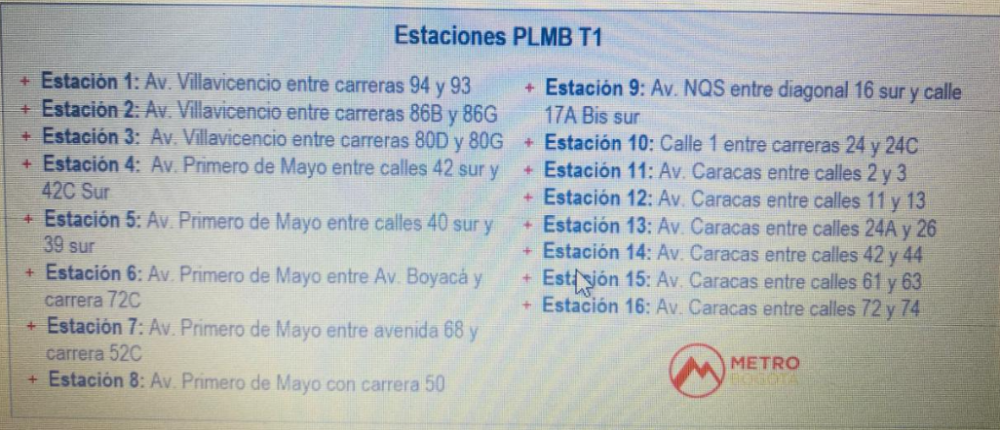 Estaciones PLMB T1
+ Estación 1: Av. Villavicencio entre carreras 94 y 93
+ Estación 2: Av. Villavicencio entre carreras 86B y 86G
+ Estación 3: Av. Villavicencio entre carreras 80D y 80G
+ Estación 4: Av. Primero de Mayo entre calles 42 sur y
42C Sur
+ Estación 5: Av. Primero de Mayo entre calles 40 sur y
39 sur
+ Estación 6: Av. Primero de Mayo entre Av. Boyacá y
carrera 72C
+ Estación 7: Av. Primero de Mayo entre avenida 68 y
carrera 52C
+ Estación 8: Av. Primero de Mayo con carrera 50
+ Estación 9: Av. NQS entre diagonal 16 sur y calle
17A Bis sur
+ Estación 10: Calle 1 entre carreras 24 y 24C
+ Estación 11: Av. Caracas entre calles 2 y 3
+ Estación 12: Av. Caracas entre calles 11 y 13
+ Estación 13: Av. Caracas entre calles 24A y 26
+ Estación 14: Av. Caracas entre calles 42 y 44
+ Estación 15: Av. Caracas entre calles 61 y 63
+ Estación 16: Av. Caracas entre calles 72 y 74
METRO
BOGOTÁ